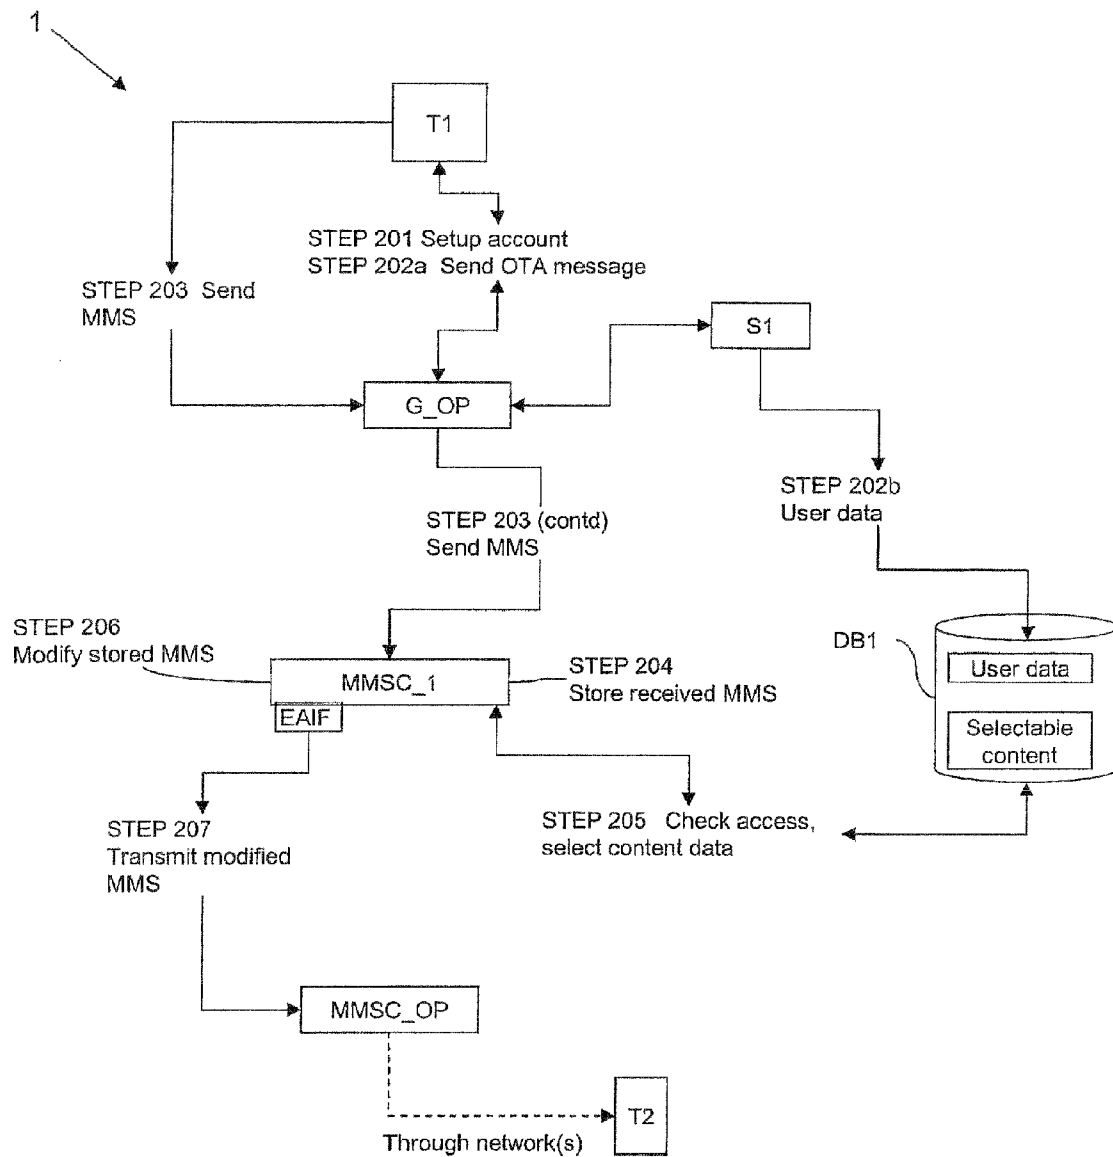 1
T1
STEP 201 Setup account
STEP 202a Send OTA message
STEP 203 Send
MMS
S1
G_OP
STEP 202b
User data
STEP 203 (contd)
Send MMS
STEP 206
Modify stored MMS
MMSC_1
EAIF
STEP 204
Store received MMS
DB1
User data
Selectable
content
STEP 207
Transmit modified
MMS
STEP 205 Check access,
select content data
MMSC_OP
T2
Through network(s)